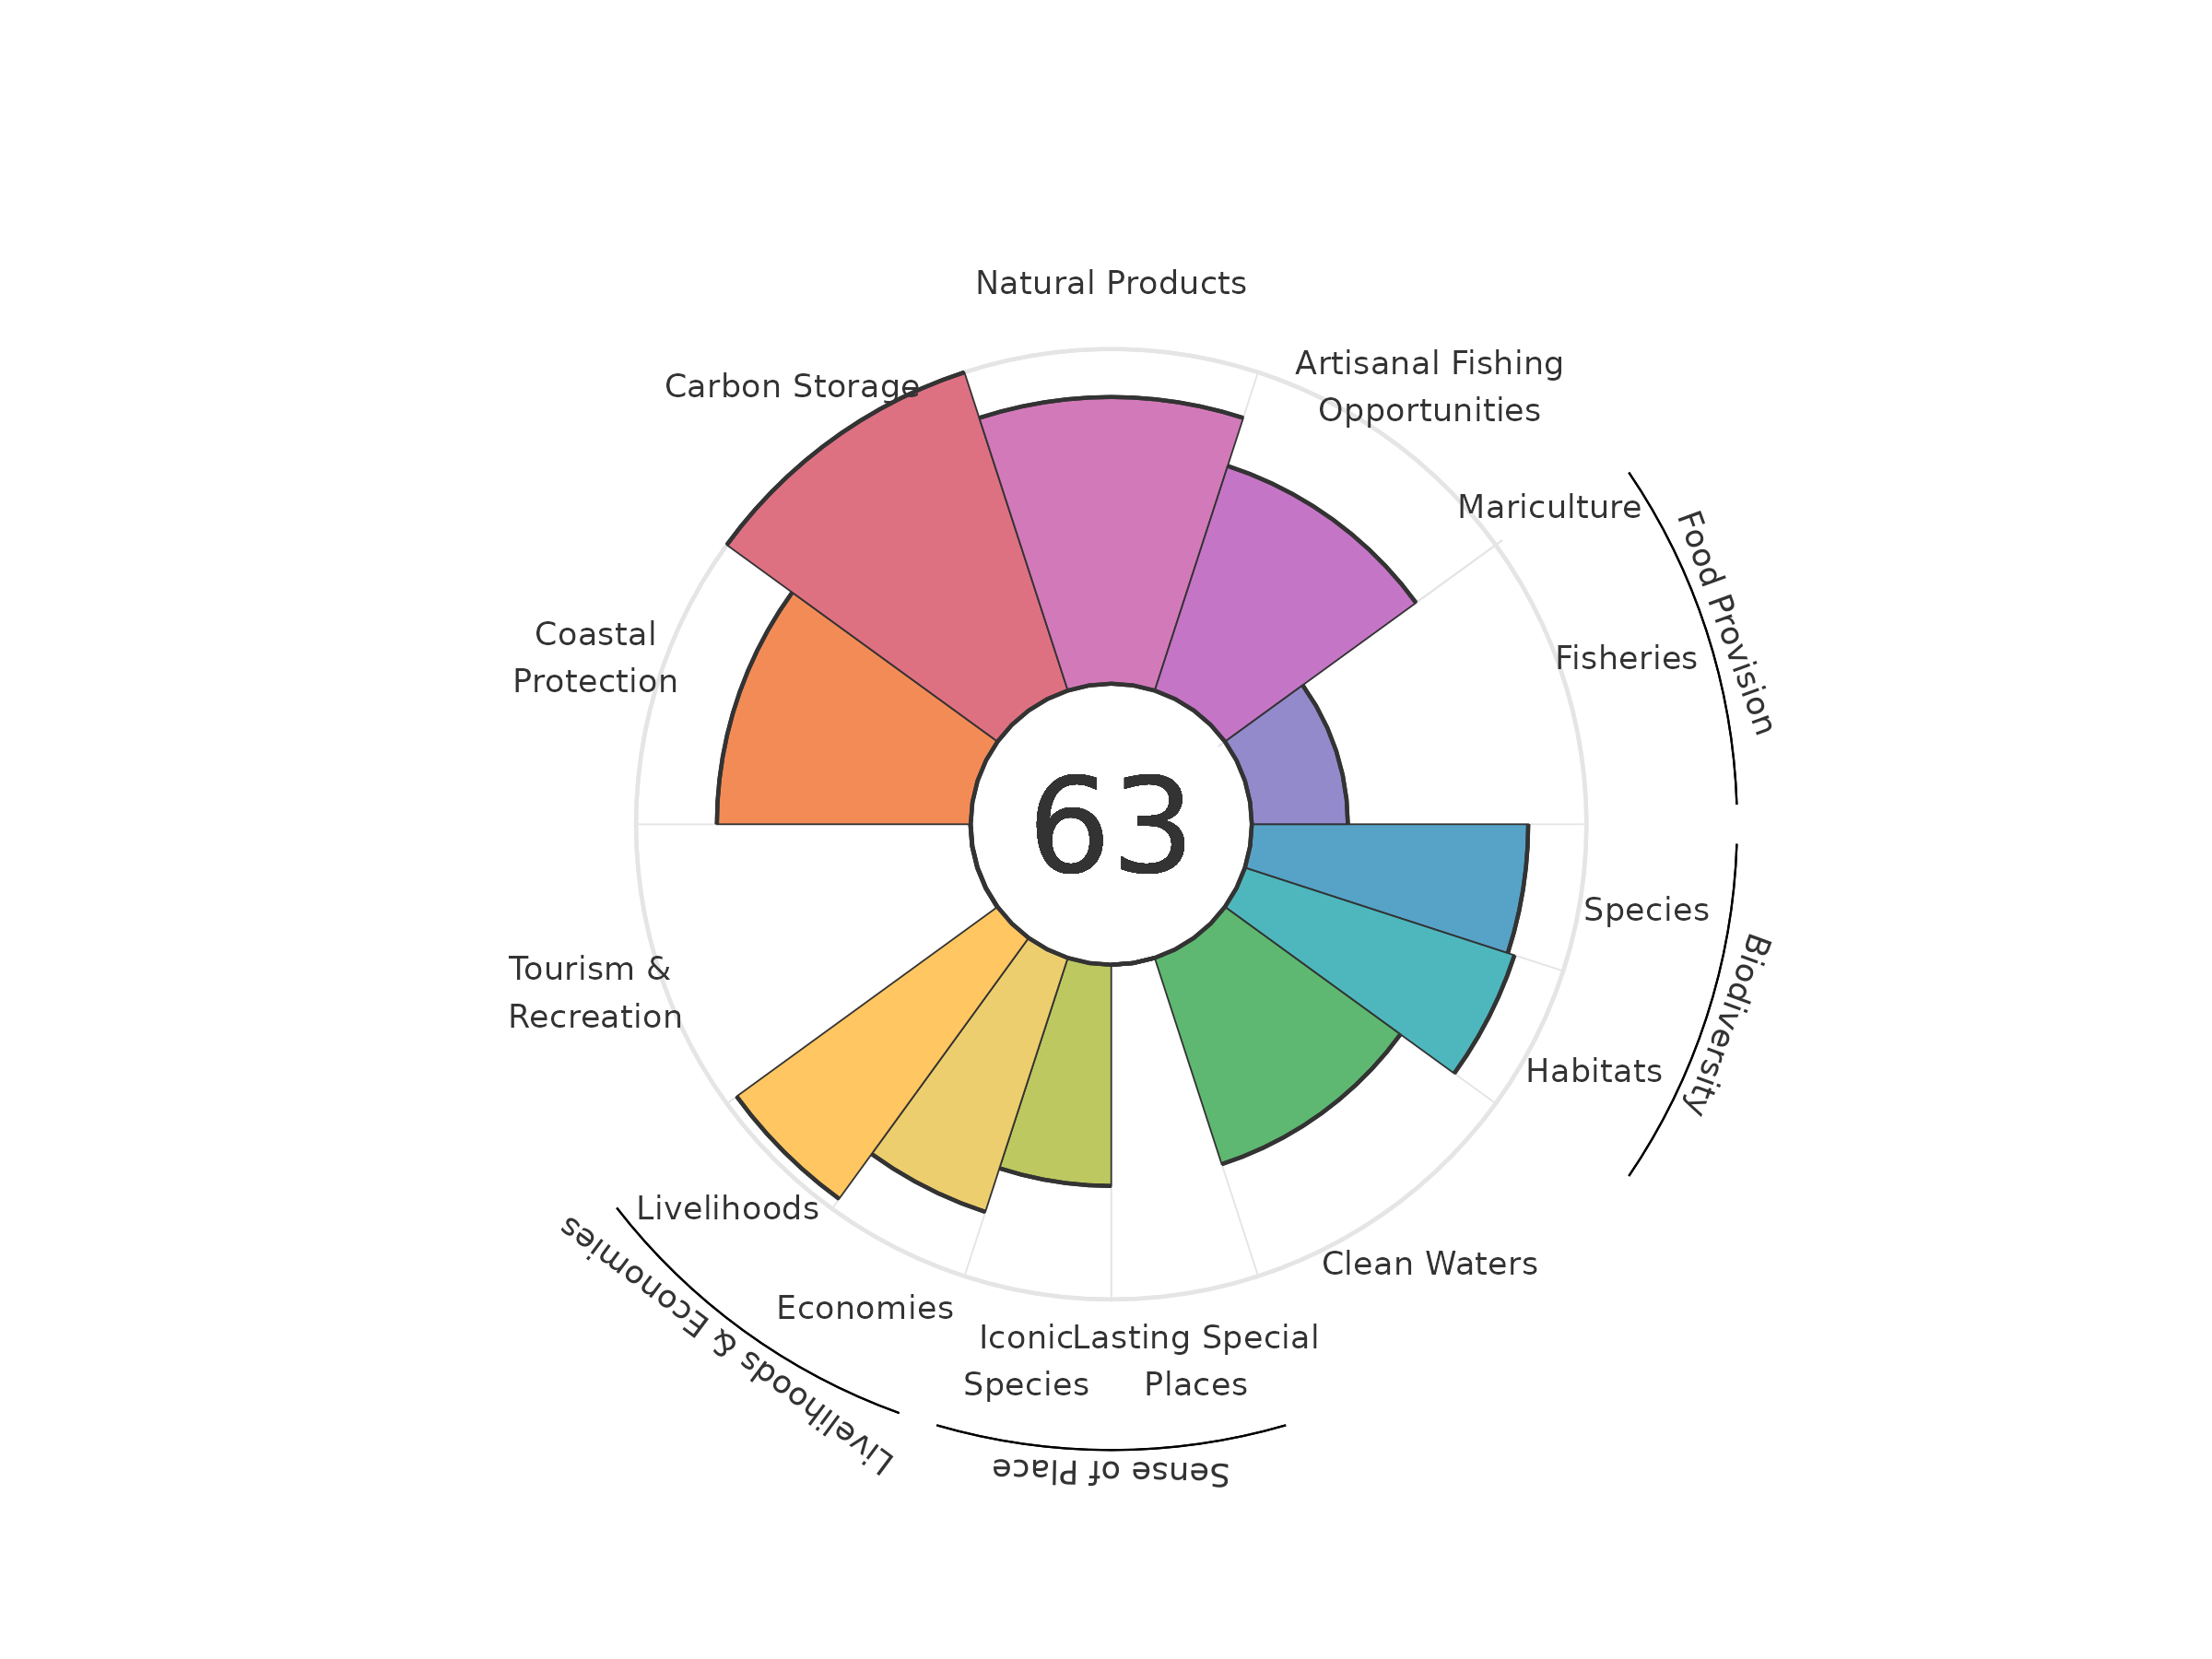 Natural Products
Artisanal Fishing
Opportunities
Carbon Storage
Mariculture
Food Provision
Coastal
Protection
Fisheries
63
Species
Biodiversity
Tourism &
Recreation
Habitats
Livelihoods
Clean Waters
Economies
Livelihoods & Economies
Iconic
Species
Lasting Special
Places
Sense of Place